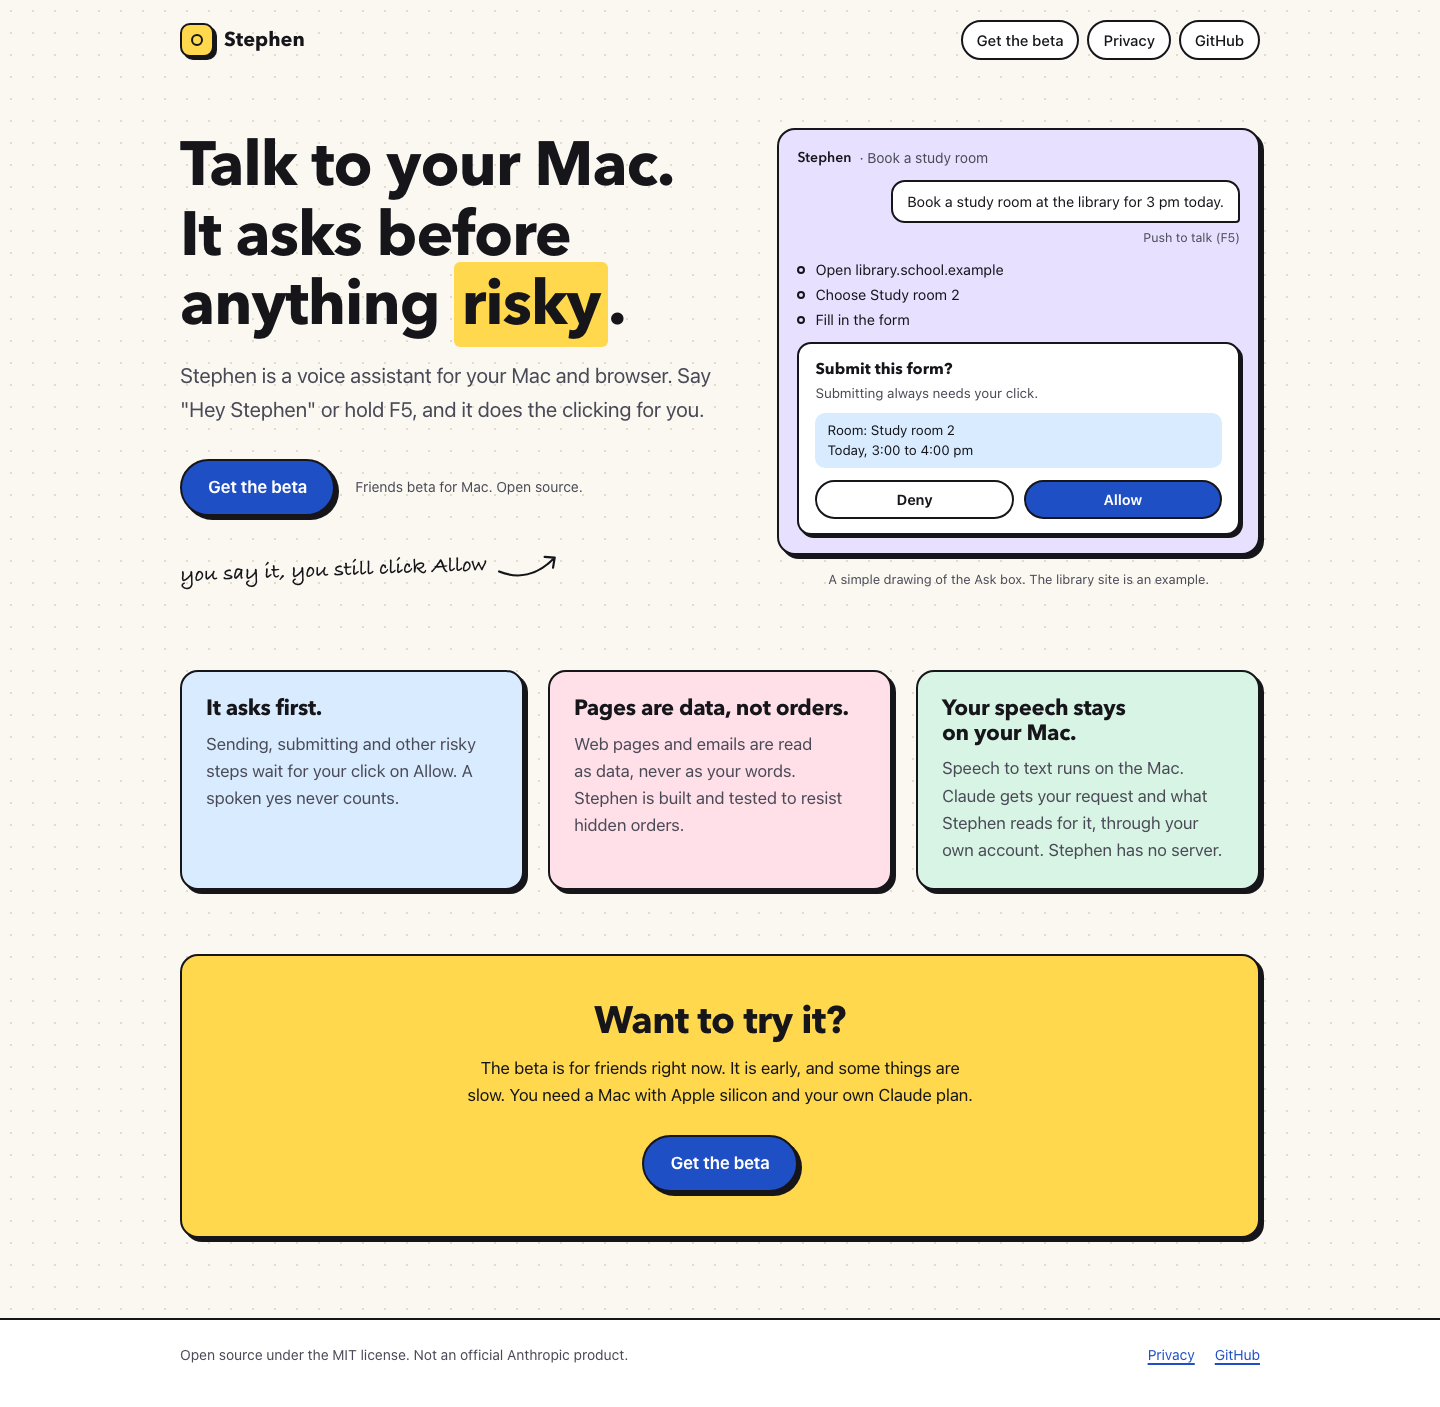 Stephen
Get the beta
Privacy
GitHub
Talk to your Mac.
It asks before
anything risky.
Stephen is a voice assistant for your Mac and browser. Say
"Hey Stephen" or hold F5, and it does the clicking for you.
Get the beta
Friends beta for Mac. Open source.
you say it, you still click Allow
Stephen · Book a study room
Book a study room at the library for 3 pm today.
Push to talk (F5)
Open library.school.example
Choose Study room 2
Fill in the form
Submit this form?
Submitting always needs your click.
Room: Study room 2
Today, 3:00 to 4:00 pm
Deny
Allow
A simple drawing of the Ask box. The library site is an example.
It asks first.
Sending, submitting and other risky
steps wait for your click on Allow. A
spoken yes never counts.
Pages are data, not orders.
Web pages and emails are read
as data, never as your words.
Stephen is built and tested to resist
hidden orders.
Your speech stays
on your Mac.
Speech to text runs on the Mac.
Claude gets your request and what
Stephen reads for it, through your
own account. Stephen has no server.
Want to try it?
The beta is for friends right now. It is early, and some things are
slow. You need a Mac with Apple silicon and your own Claude plan.
Get the beta
Open source under the MIT license. Not an official Anthropic product.
Privacy
GitHub